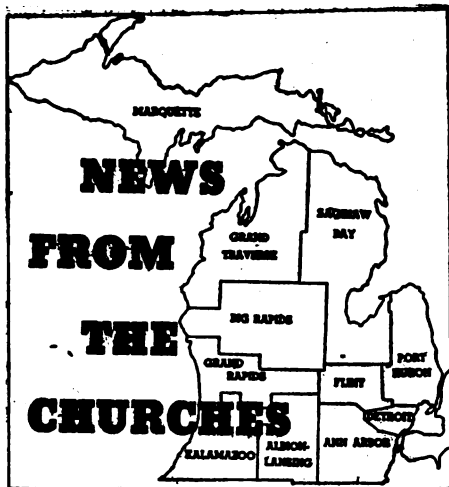 MARQUETTE
NEWS
FROM
THE
CHURCHES
SAGINAW
BAY
GRAND
TRAVERSE
BIG RAPIDS
GRAND
RAPIDS
PORT
HURON
FLINT
DETROIT
ANN ARBOR
ALBION-
LANSING
KALAMAZOO